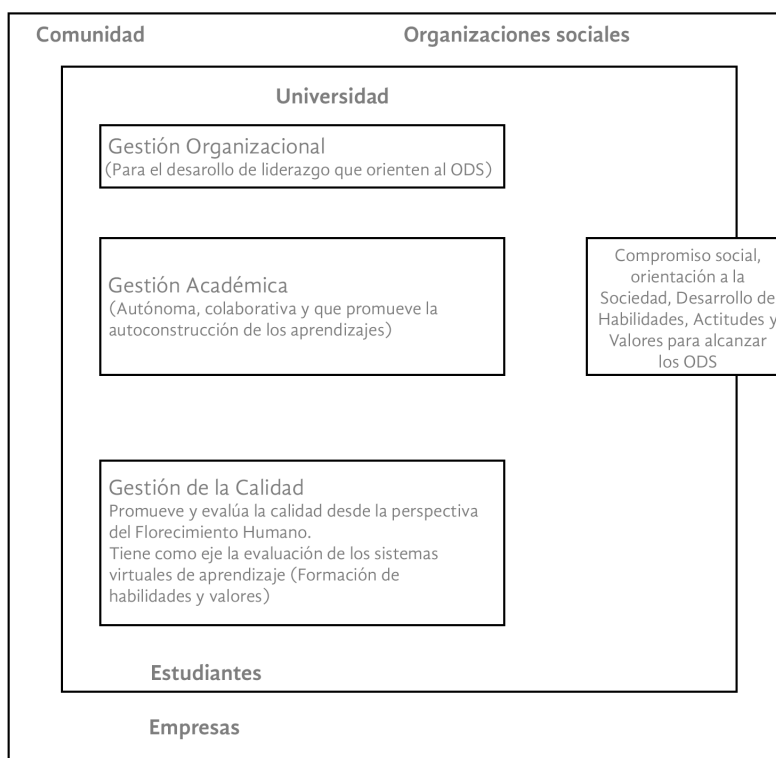 Comunidad
Organizaciones sociales
Universidad
Gestión Organizacional
(Para el desarollo de liderazgo que orienten al ODS)
Gestión Académica
(Autónoma, colaborativa y que promueve la
autoconstrucción de los aprendizajes)
Compromiso social,
orientación a la
Sociedad, Desarrollo de
Habilidades, Actitudes y
Valores para alcanzar
los ODS
Gestión de la Calidad
Promueve y evalúa la calidad desde la perspectiva
del Florecimiento Humano.
Tiene como eje la evaluación de los sistemas
virtuales de aprendizaje (Formación de
habilidades y valores)
Estudiantes
Empresas